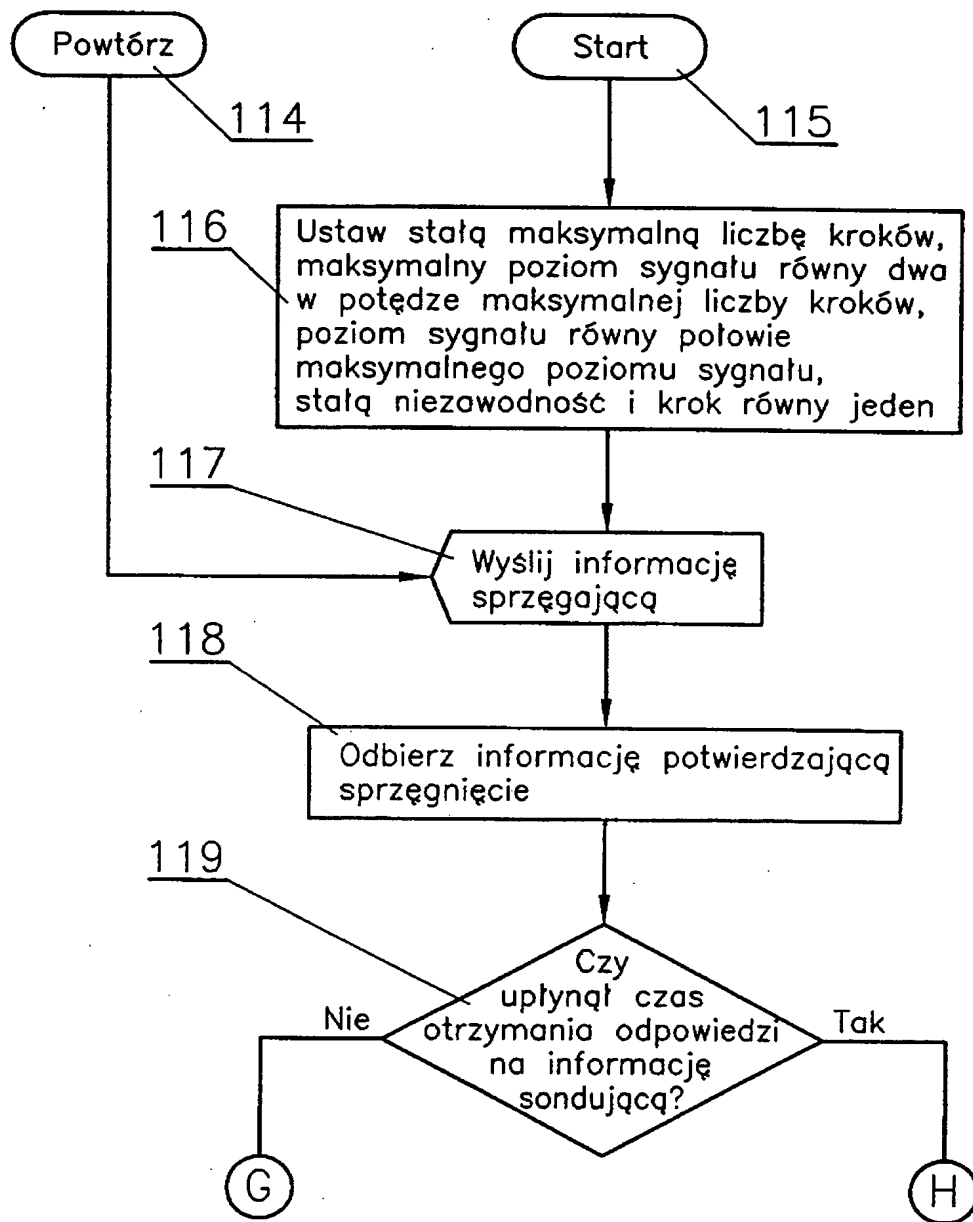 Powtórz
Start
114
115
116
Ustaw stałą maksymalną liczbę kroków,
maksymalny poziom sygnału równy dwa
w potędze maksymalnej liczby kroków,
poziom sygnału równy połowie
maksymalnego poziomu sygnału,
stałą niezawodność i krok równy jeden
117
Wyślij informację
sprzęgającą
118
Odbierz informację potwierdzającą
sprzęgnięcie
119
Czy
upłynął czas
otrzymania odpowiedzi
na informację
sondującą?
Nie
Tak
G
H